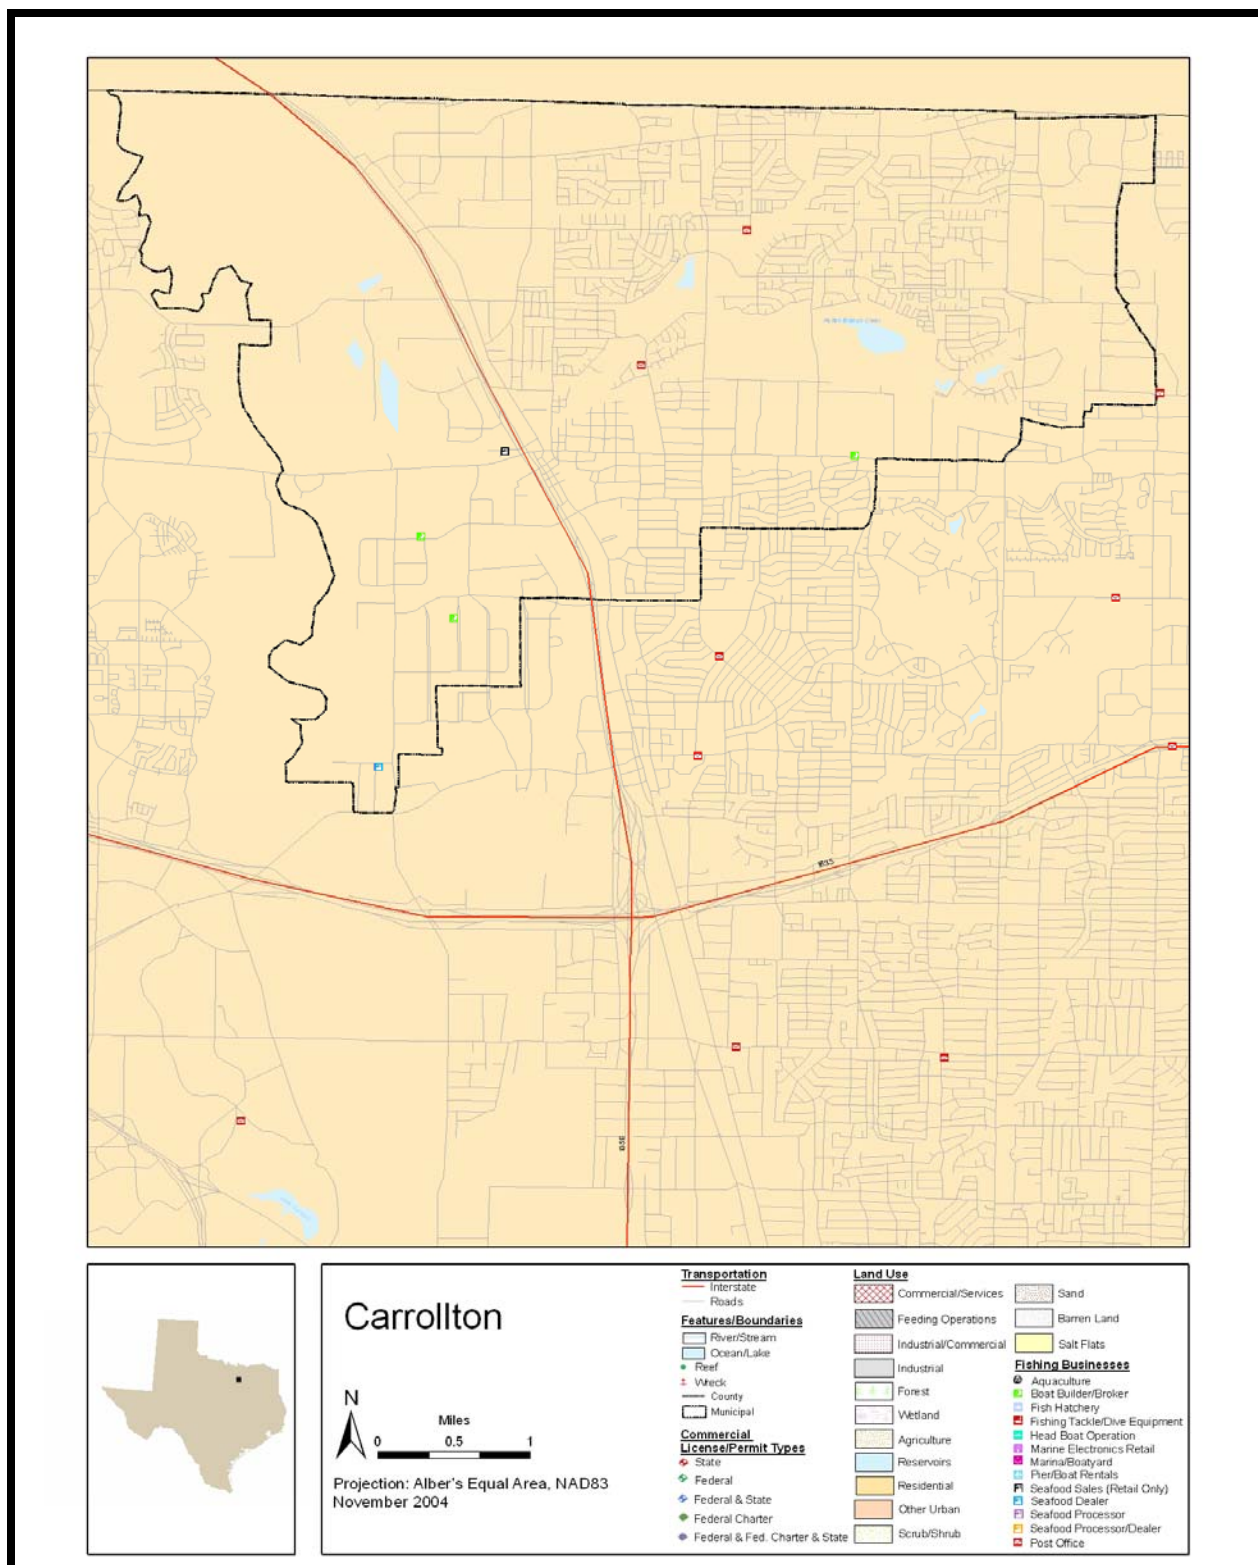 I635
I35E
Carrollton
N
Miles
0 0.5 1
Projection: Alber's Equal Area, NAD83
November 2004
Transportation
Interstate
Roads
Features/Boundaries
River/Stream
Ocean/Lake
Reef
Wreck
County
Municipal
Commercial
License/Permit Types
State
Federal
Federal & State
Federal Charter
Federal & Fed. Charter & State
Land Use
Commercial/Services
Feeding Operations
Industrial/Commercial
Industrial
Forest
Wetland
Agriculture
Reservoirs
Residential
Other Urban
Scrub/Shrub
Sand
Barren Land
Salt Flats
Fishing Businesses
Aquaculture
Boat Builder/Broker
Fish Hatchery
Fishing Tackle/Dive Equipment
Head Boat Operation
Marine Electronics Retail
Marina/Boatyard
Pier/Boat Rentals
Seafood Sales (Retail Only)
Seafood Dealer
Seafood Processor
Seafood Processor/Dealer
Post Office